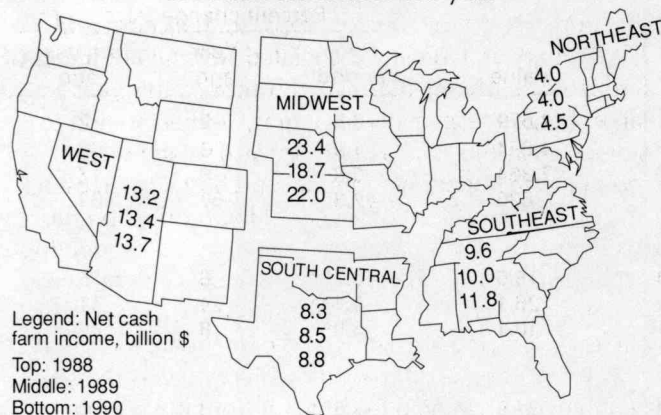 NORTHEAST
4.0
4.0
4.5
MIDWEST
23.4
18.7
22.0
WEST
13.2
13.4
13.7
SOUTHEAST
9.6
10.0
11.8
SOUTH CENTRAL
8.3
8.5
8.8
Legend: Net cash
farm income, billion $
Top: 1988
Middle: 1989
Bottom: 1990